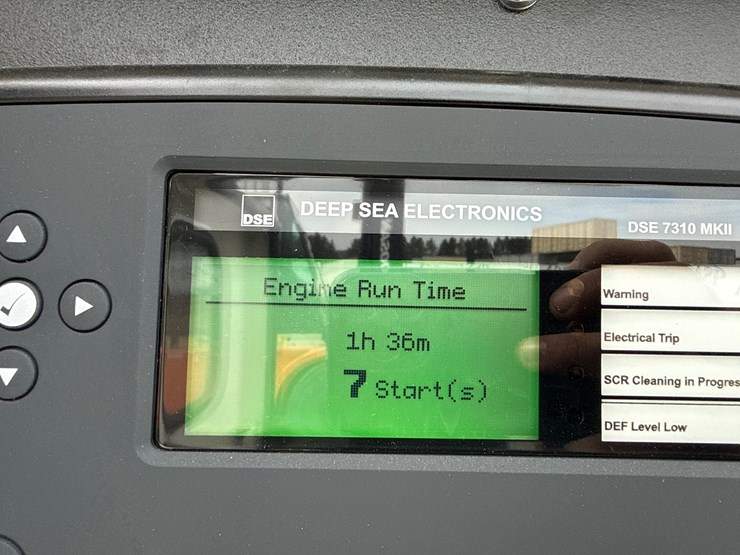 DSE
DEEP SEA ELECTRONICS
DSE 7310 MKII
Engine Run Time
1h 36m
7 Start(s)
Warning
Electrical Trip
SCR Cleaning in Progres
DEF Level Low